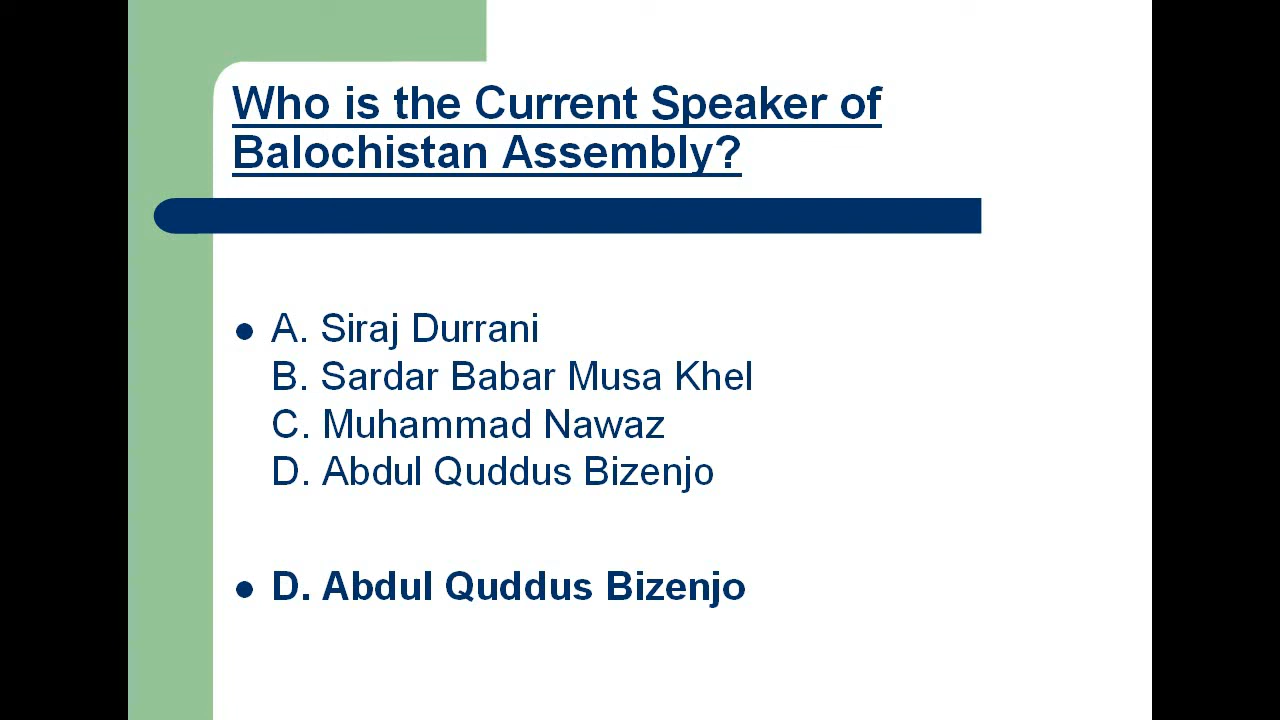 Who is the Current Speaker of
Balochistan Assembly?
A. Siraj Durrani
B. Sardar Babar Musa Khel
C. Muhammad Nawaz
D. Abdul Quddus Bizenjo
D. Abdul Quddus Bizenjo